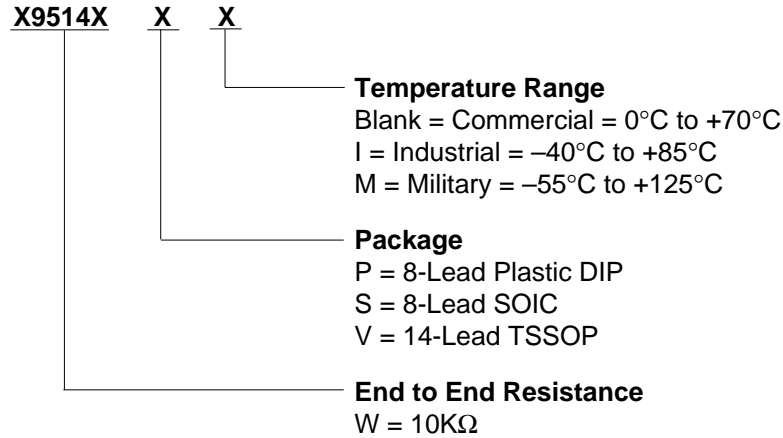 X9514X X X
Temperature Range
Blank = Commercial = 0°C to +70°C
I = Industrial = –40°C to +85°C
M = Military = –55°C to +125°C
Package
P = 8-Lead Plastic DIP
S = 8-Lead SOIC
V = 14-Lead TSSOP
End to End Resistance
W = 10KΩ